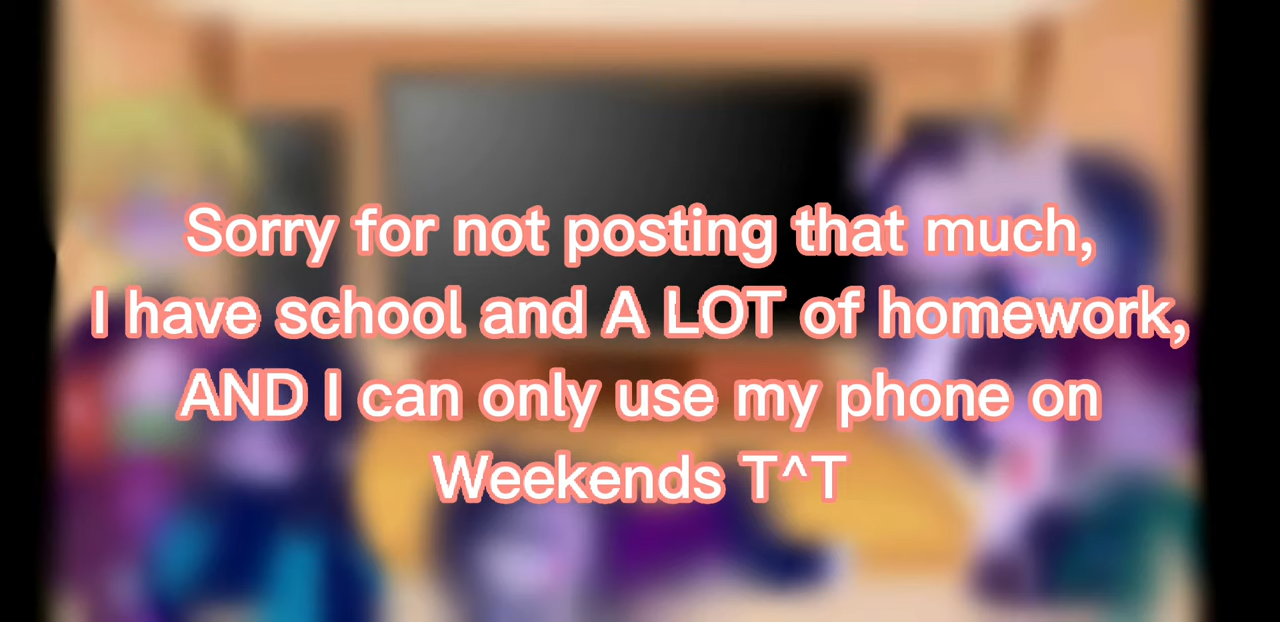 Sorry for not posting that much,
I have school and A LOT of homework,
AND I can only use my phone on
Weekends T^T